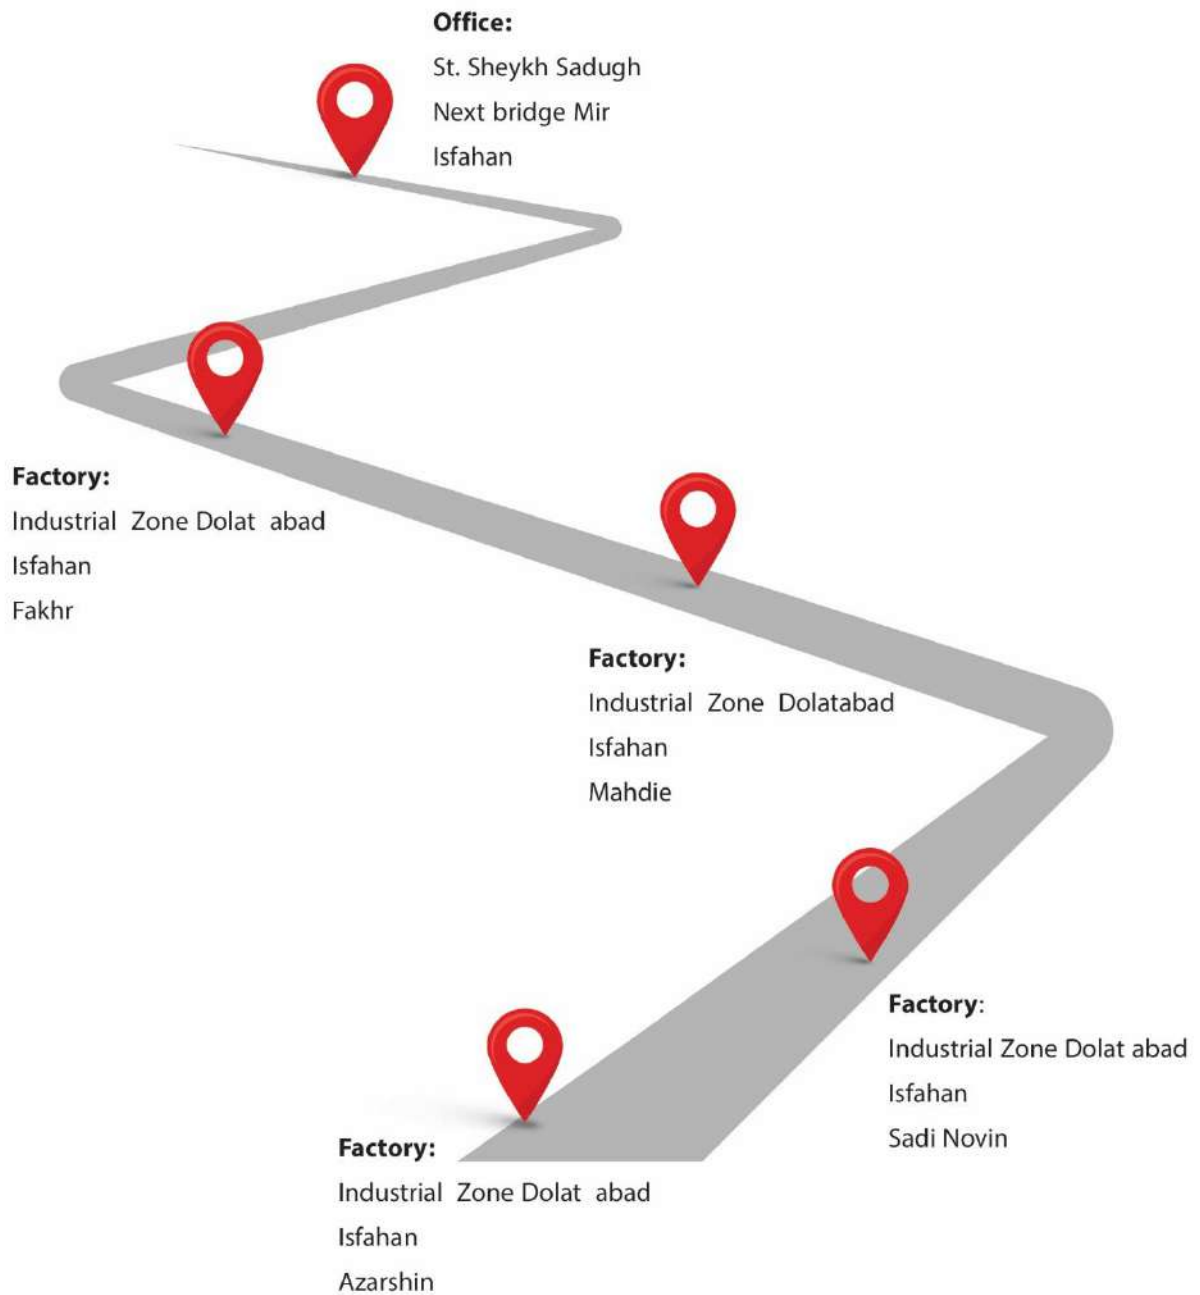 Office:
St. Sheykh Sadugh
Next bridge Mir
Isfahan
Factory:
Industrial Zone Dolat abad
Isfahan
Fakhr
Factory:
Industrial Zone Dolatabad
Isfahan
Mahdie
Factory:
Industrial Zone Dolat abad
Isfahan
Sadi Novin
Factory:
Industrial Zone Dolat abad
Isfahan
Azarshin